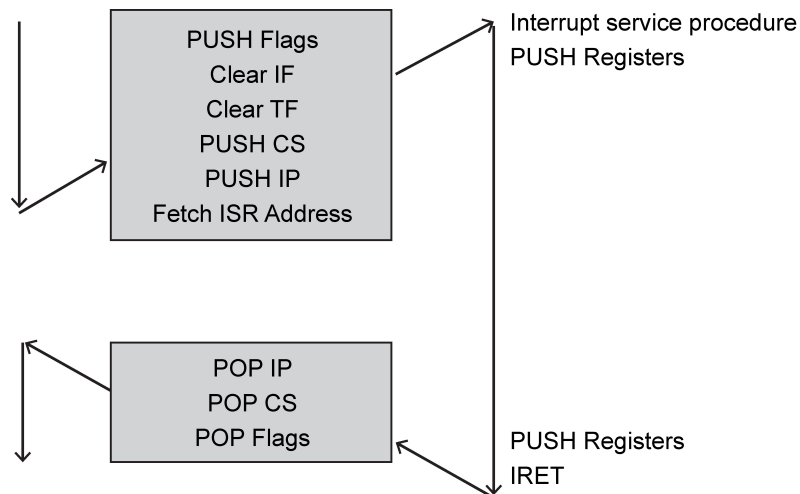 PUSH Flags
Clear IF
Clear TF
PUSH CS
PUSH IP
Fetch ISR Address
Interrupt service procedure
PUSH Registers
POP IP
POP CS
POP Flags
PUSH Registers
IRET